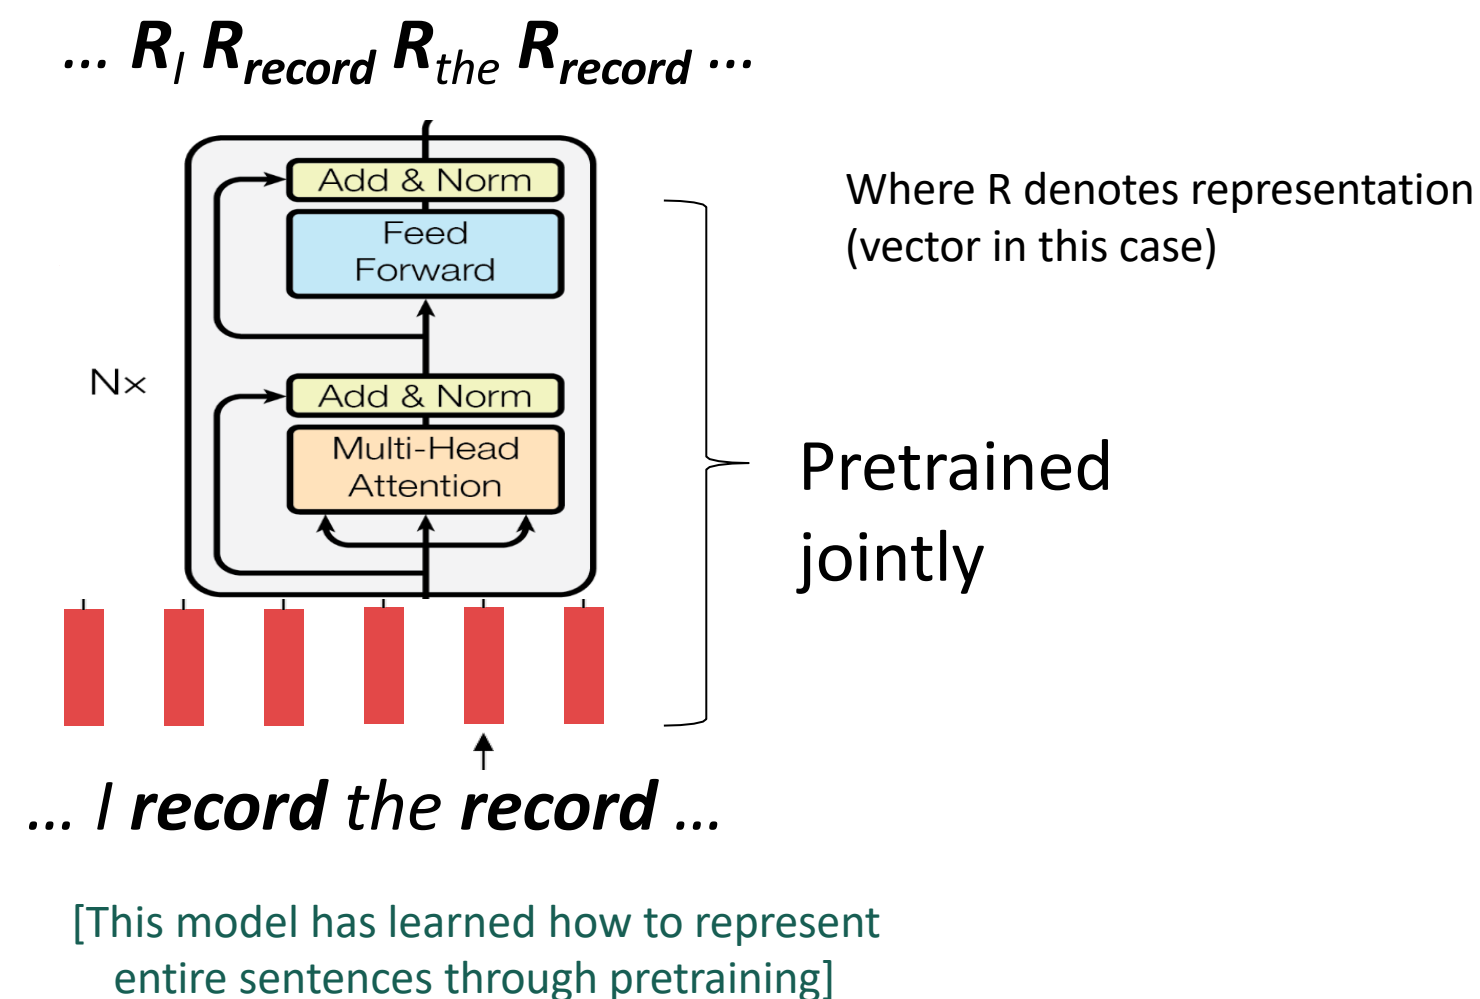 ... R_I R_record R_the R_record ...
Add & Norm
Feed
Forward
Where R denotes representation
(vector in this case)
N×
Add & Norm
Multi-Head
Attention
Pretrained
jointly
... I record the record ...
[This model has learned how to represent
entire sentences through pretraining]